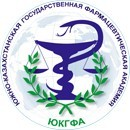 ЮЖНО-КАЗАХСТАНСКАЯ ГОСУДАРСТВЕННАЯ ФАРМАЦЕВТИЧЕСКАЯ АКАДЕМИЯ
ЮКГФА